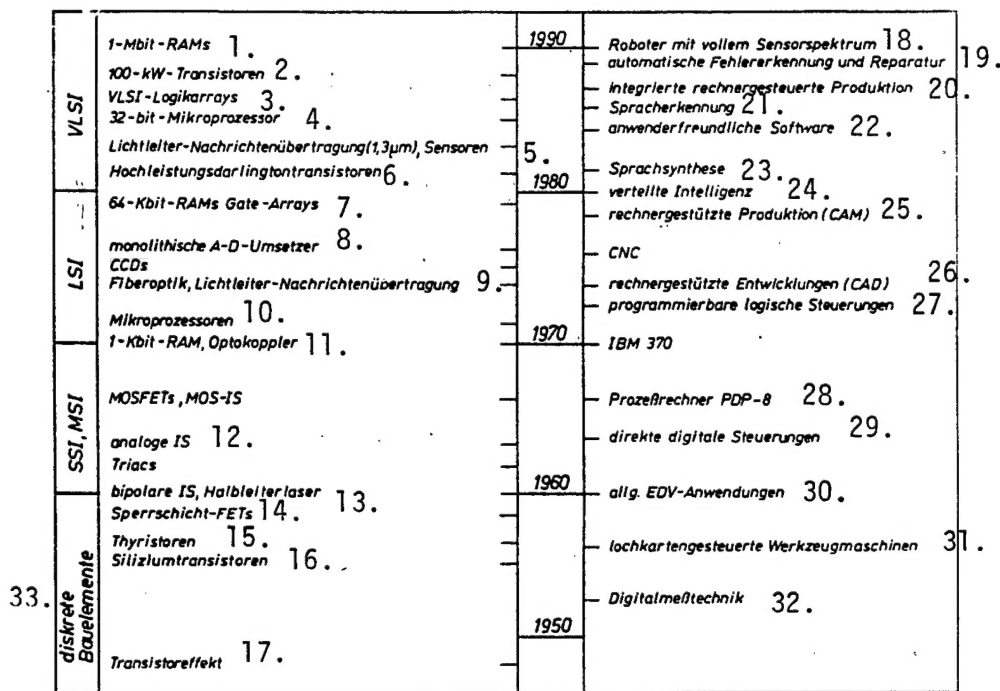 VLSI
1-Mbit-RAMs 1.
100-kW-Transistoren 2.
VLSI-Logikarrays 3.
32-bit-Mikroprozessor 4.
Lichtleiter-Nachrichtenübertragung(1,3µm), Sensoren 5.
Hochleistungsdarlingtontransistoren 6.
LSI
64-Kbit-RAMs Gate-Arrays 7.
monolithische A-D-Umsetzer 8.
CCDs
Fiberoptik, Lichtleiter-Nachrichtenübertragung 9.
Mikroprozessoren 10.
SSI, MSI
1-Kbit-RAM, Optokoppler 11.
MOSFETs, MOS-IS
analoge IS 12.
Triacs
33. diskrete
Bauelemente
bipolare IS, Halbleiterlaser 13.
Sperrschicht-FETs 14.
Thyristoren 15.
Siliziumtransistoren 16.
Transistoreffekt 17.
1990
1980
1970
1960
1950
Roboter mit vollem Sensorspektrum 18.
automatische Fehlererkennung und Reparatur 19.
integrierte rechnergesteuerte Produktion 20.
Spracherkennung 21.
anwenderfreundliche Software 22.
Sprachsynthese 23.
verteilte Intelligenz 24.
rechnergestützte Produktion (CAM) 25.
CNC
rechnergestützte Entwicklungen (CAD) 26.
programmierbare logische Steuerungen 27.
IBM 370
Prozeßrechner PDP-8 28.
direkte digitale Steuerungen 29.
allg. EDV-Anwendungen 30.
lochkartengesteuerte Werkzeugmaschinen 31.
Digitalmeßtechnik 32.